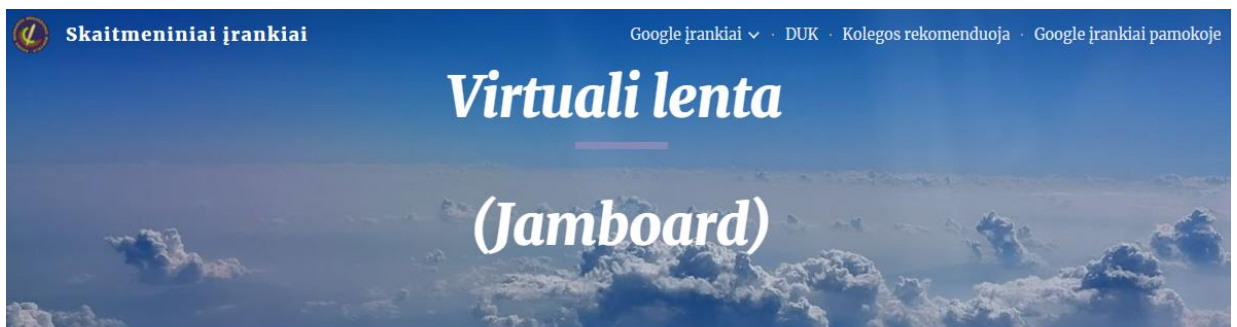 Skaitmeniniai įrankiai
Google įrankiai · DUK · Kolegos rekomenduoja · Google įrankiai pamokoje
Virtuali lenta
(Jamboard)